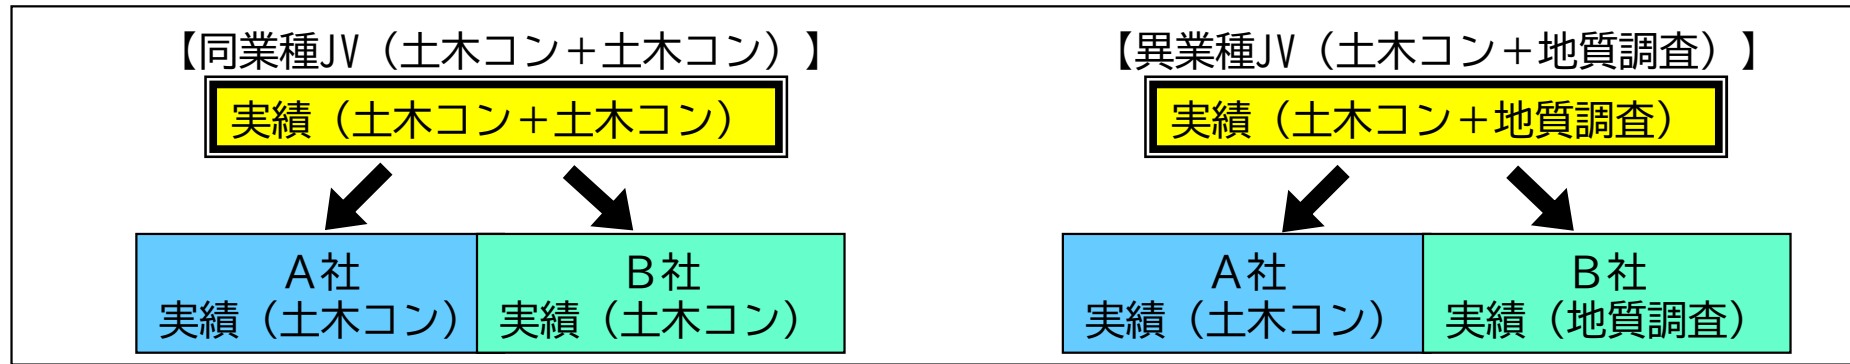 【同業種JV（土木コン＋土木コン）】
実績（土木コン＋土木コン）
A社
実績（土木コン）
B社
実績（土木コン）
【異業種JV（土木コン＋地質調査）】
実績（土木コン＋地質調査）
A社
実績（土木コン）
B社
実績（地質調査）